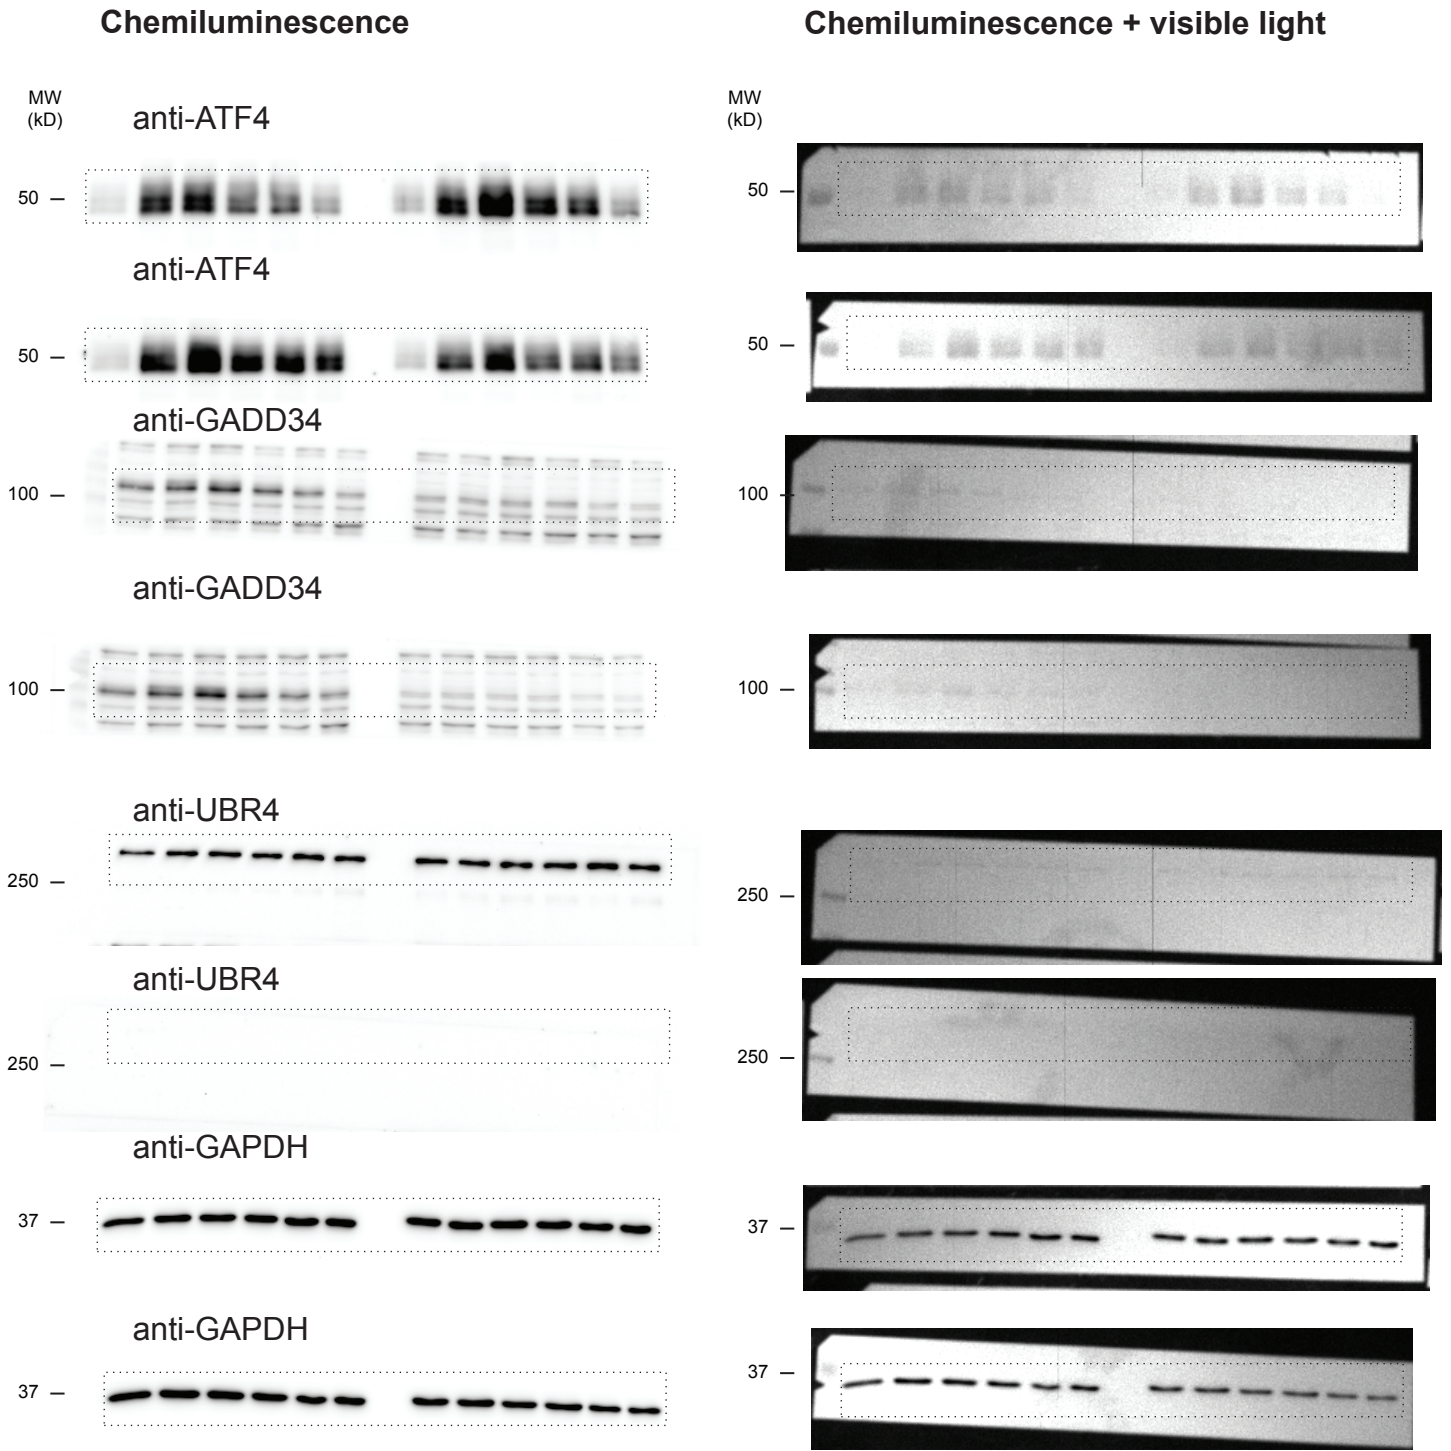 Chemiluminescence
Chemiluminescence + visible light
MW
(kD)
anti-ATF4
MW
(kD)
50
50
anti-ATF4
50
50
anti-GADD34
100
100
anti-GADD34
100
100
anti-UBR4
250
250
anti-UBR4
250
250
anti-GAPDH
37
37
anti-GAPDH
37
37